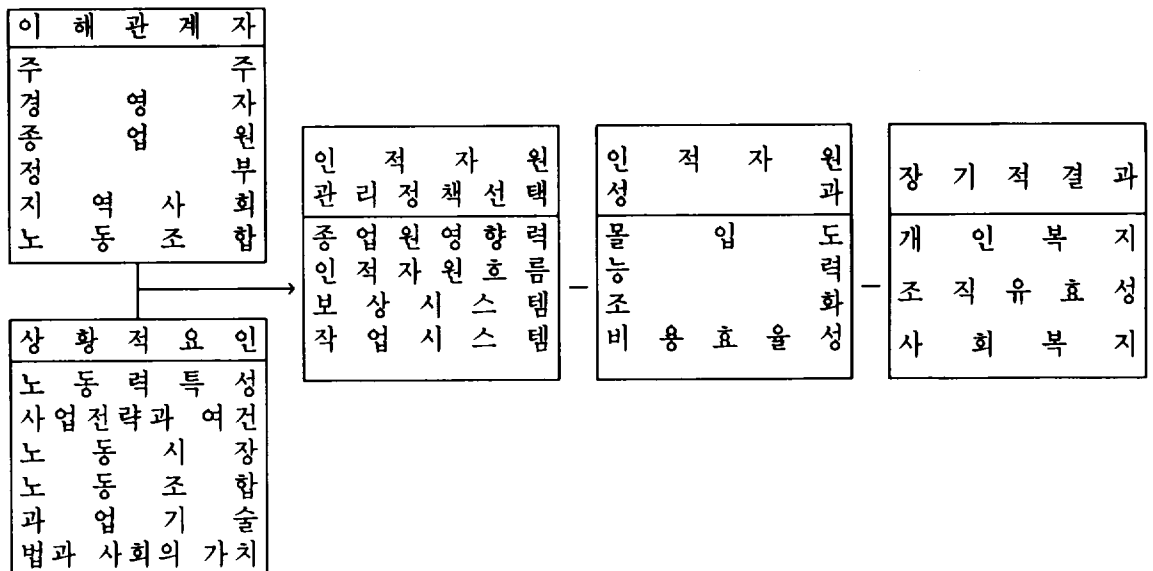 이해관계자
주주
경영자
종업원
정부
지역사회
노동조합
상황적요인
노동력특성
사업전략과 여건
노동시장
노동조합
과업기술
법과 사회의 가치
인적자원
관리정책선택
종업원영향력
인적자원흐름
보상시스템
작업시스템
인적자원
성과
몰입도
능력
조화
비용효율성
장기적결과
개인복지
조직유효성
사회복지